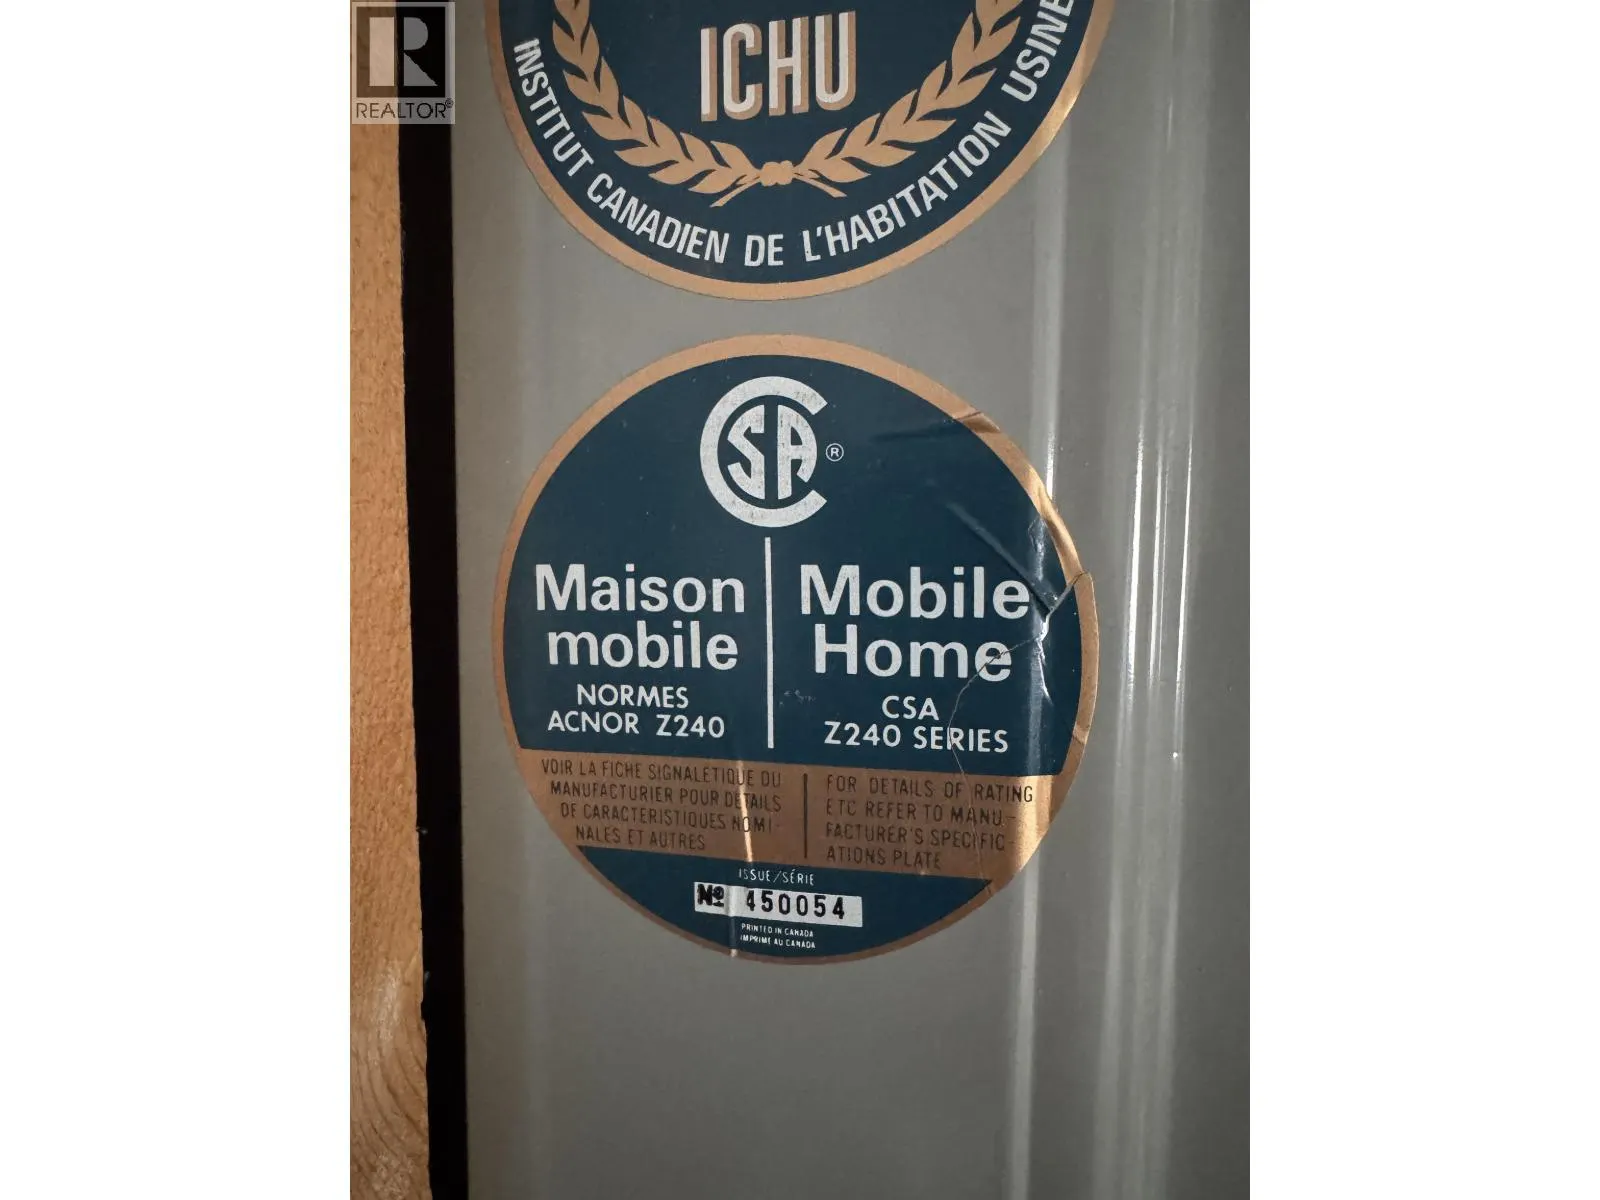 REALTOR®
ICHU
INSTITUT CANADIEN DE L'HABITATION USINE
CSA ®
Maison
mobile
NORMES
ACNOR Z240
Mobile
Home
CSA
Z240 SERIES
VOIR LA FICHE SIGNALETIQUE DU
MANUFACTURIER POUR DETAILS
DE CARACTERISTIQUES NOMI-
NALES ET AUTRES
FOR DETAILS OF RATING
ETC REFER TO MANU-
FACTURER'S SPECIFIC-
ATIONS PLATE
ISSUE/SÉRIE
Nº 450054
PRINTED IN CANADA
IMPRIMÉ AU CANADA